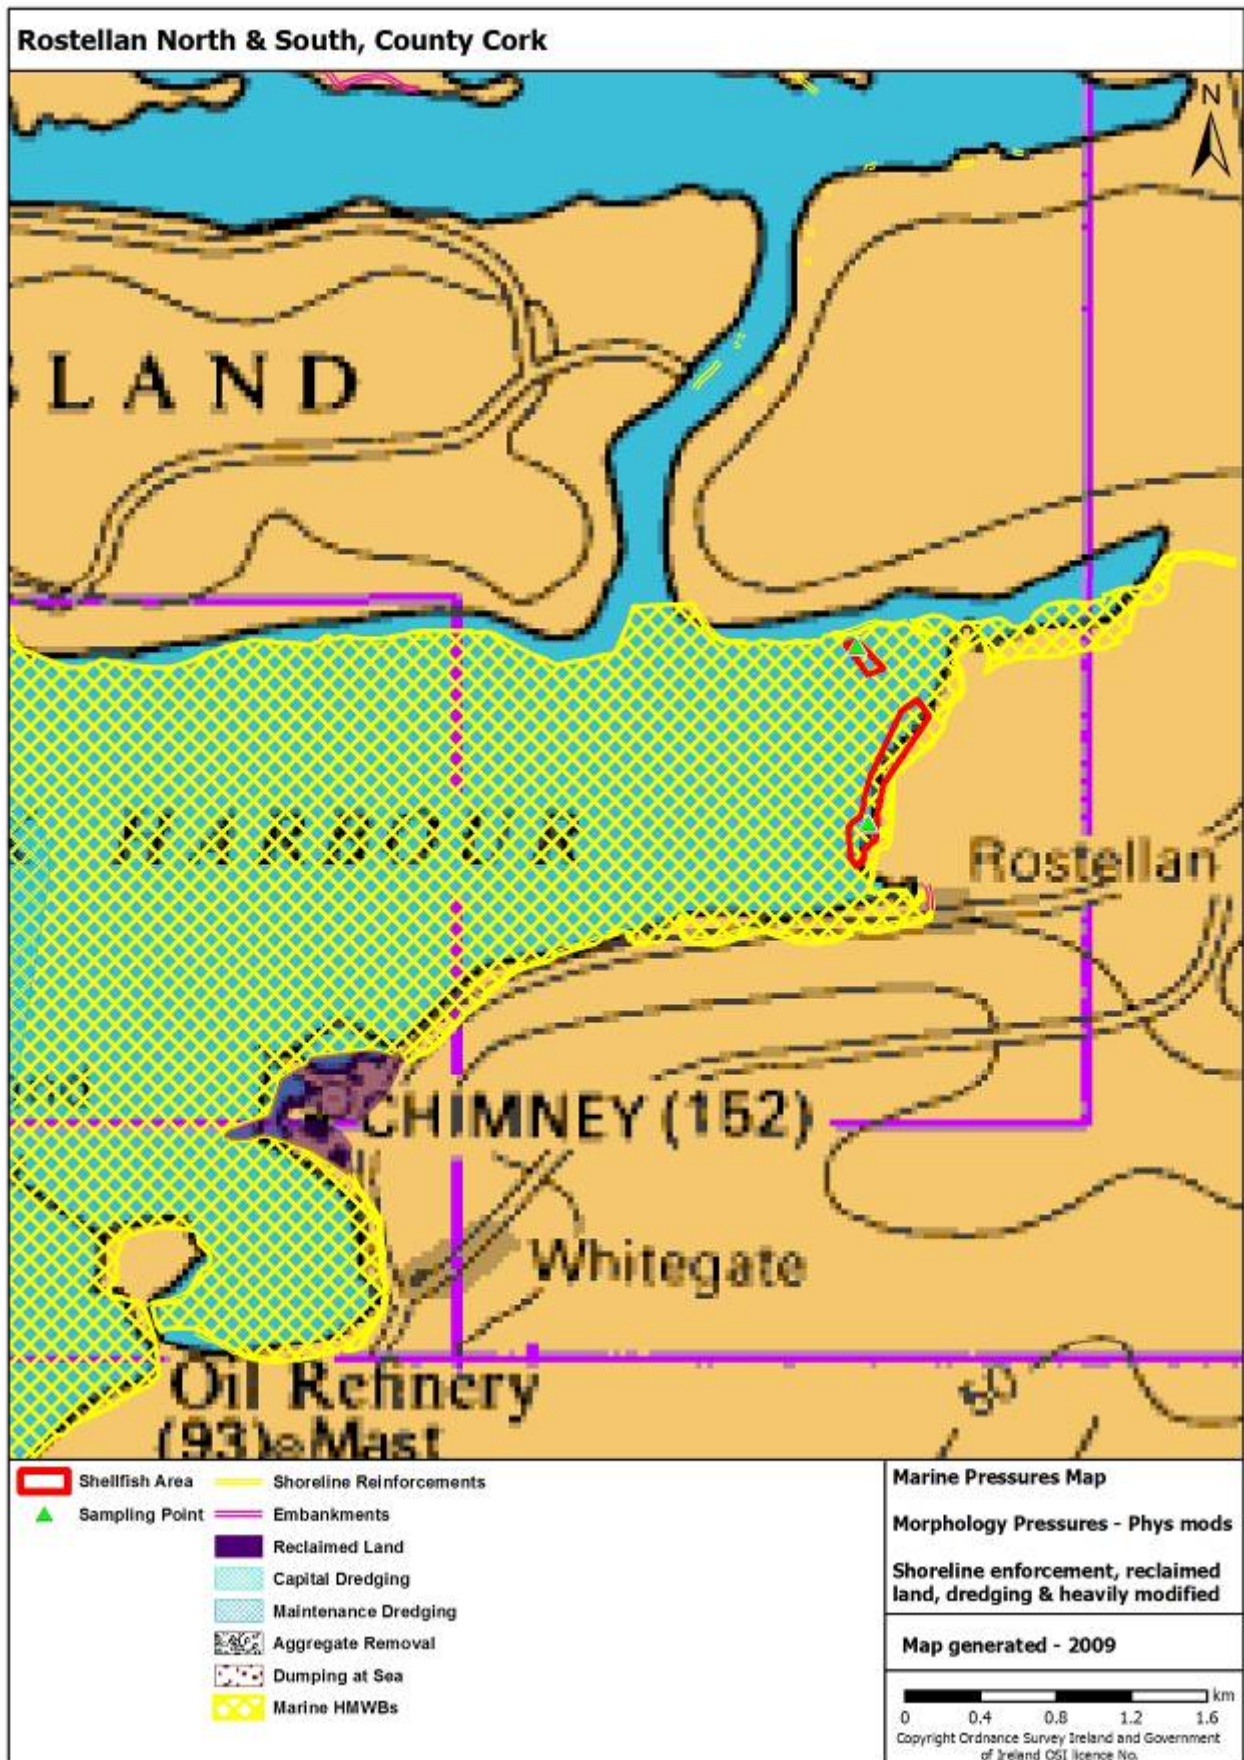 Rostellan North & South, County Cork
N
SLAND
HARBOUR
Rostellan
CHIMNEY (152)
Whitegate
Oil Refinery
(93) Mast
60
Shellfish Area
Sampling Point
Shoreline Reinforcements
Embankments
Reclaimed Land
Capital Dredging
Maintenance Dredging
Aggregate Removal
Dumping at Sea
Marine HMWBs
Marine Pressures Map
Morphology Pressures - Phys mods
Shoreline enforcement, reclaimed
land, dredging & heavily modified
Map generated - 2009
km
0 0.4 0.8 1.2 1.6
Copyright Ordnance Survey Ireland and Government
of Ireland OSI licence No.